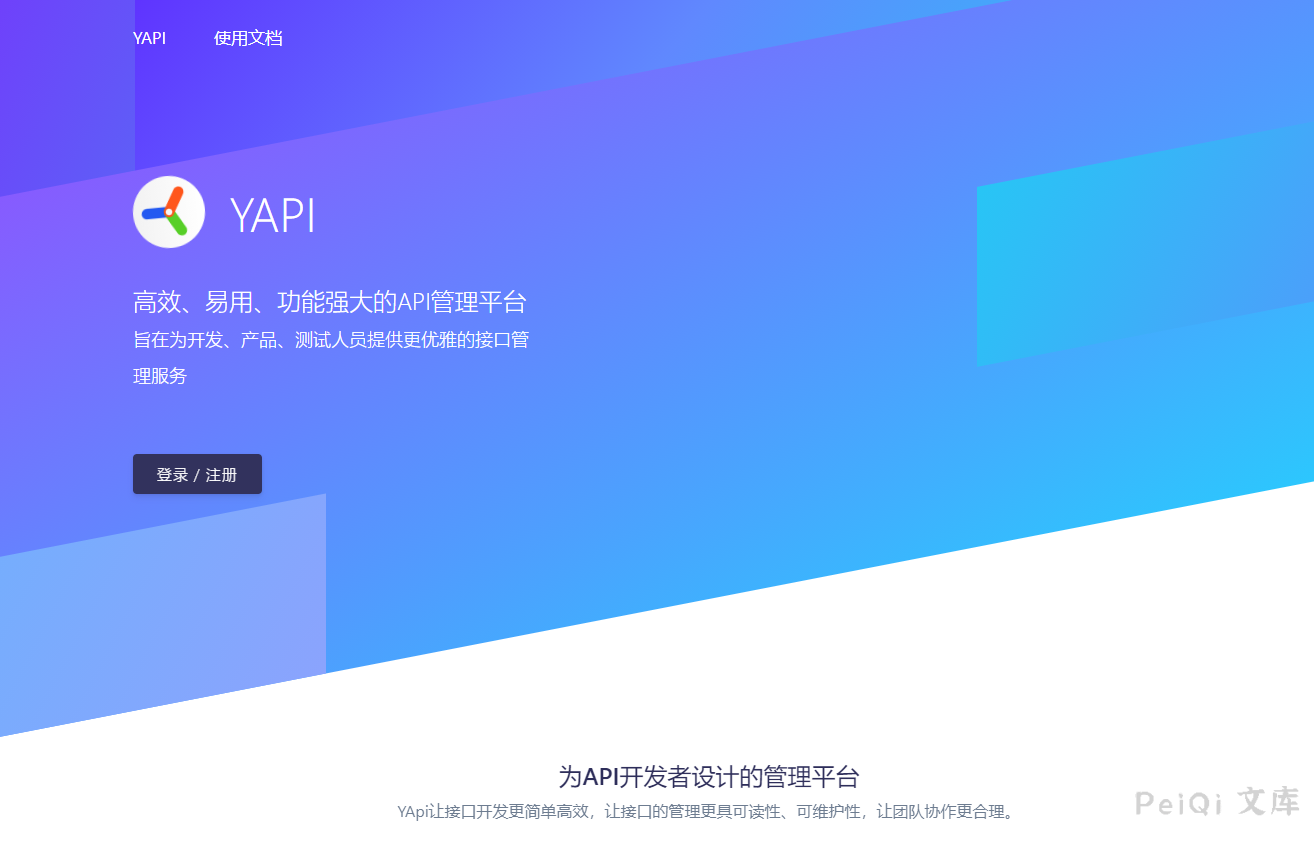 YAPI 使用文档
YAPI
高效、易用、功能强大的API管理平台
旨在为开发、产品、测试人员提供更优雅的接口管
理服务
登录 / 注册
为API开发者设计的管理平台
YApi让接口开发更简单高效，让接口的管理更具可读性、可维护性，让团队协作更合理。
PeiQi 文库